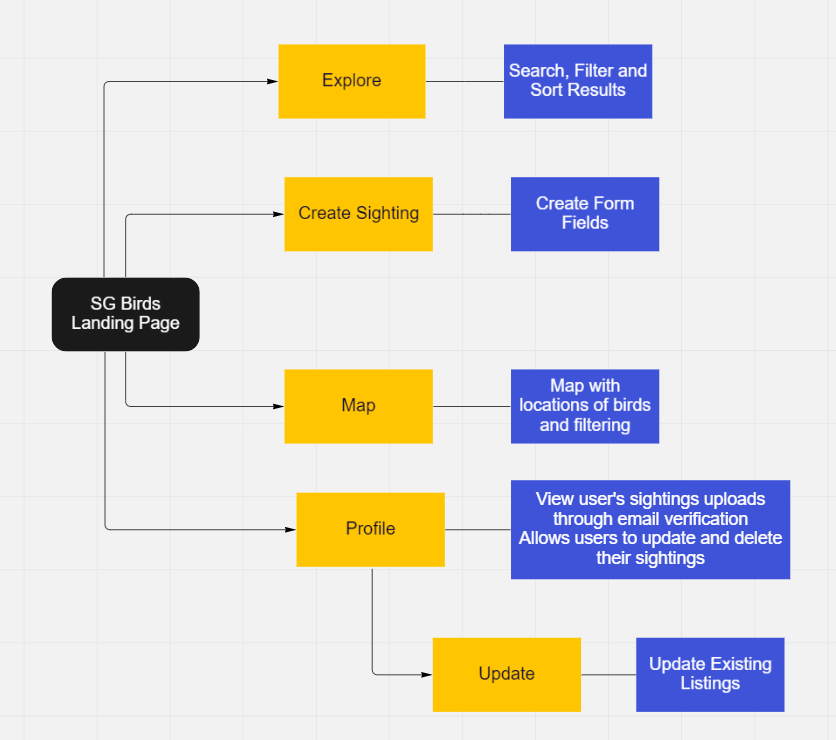 Explore
Search, Filter and
Sort Results
Create Sighting
Create Form
Fields
SG Birds
Landing Page
Map
Map with
locations of birds
and filtering
Profile
View user's sightings uploads
through email verification
Allows users to update and delete
their sightings
Update
Update Existing
Listings